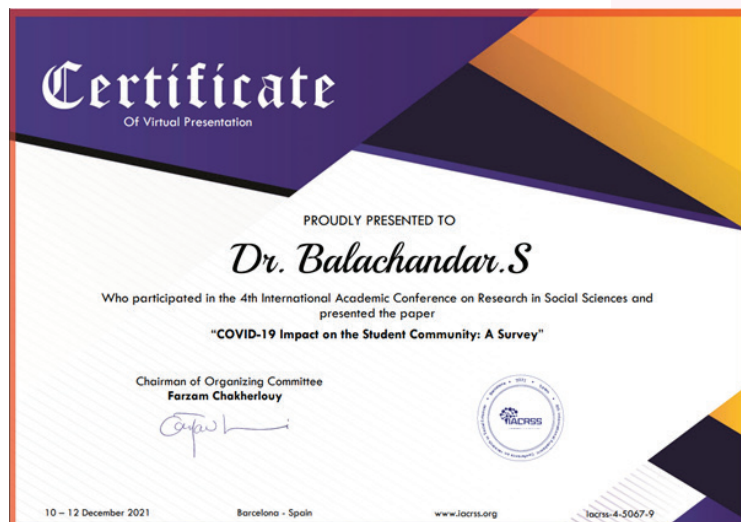 Certificate
Of Virtual Presentation
PROUDLY PRESENTED TO
Dr. Balachandar.S
Who participated in the 4th International Academic Conference on Research in Social Sciences and
presented the paper
“COVID-19 Impact on the Student Community: A Survey”
Chairman of Organizing Committee
Farzam Chakherlouy
IACRSS
10 – 12 December 2021
Barcelona - Spain
www.iacrss.org
iacrss-4-5067-9